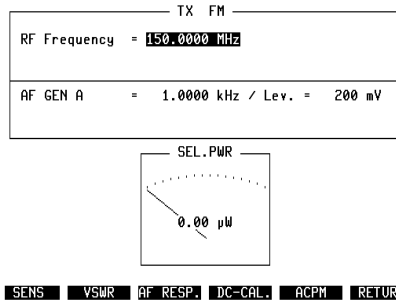 TX FM
RF Frequency = 150.0000 MHz
AF GEN A = 1.0000 kHz / Lev. = 200 mV
SEL.PWR
0.00 µW
SENS VSWR AF RESP. DC-CAL. ACPM RETUR